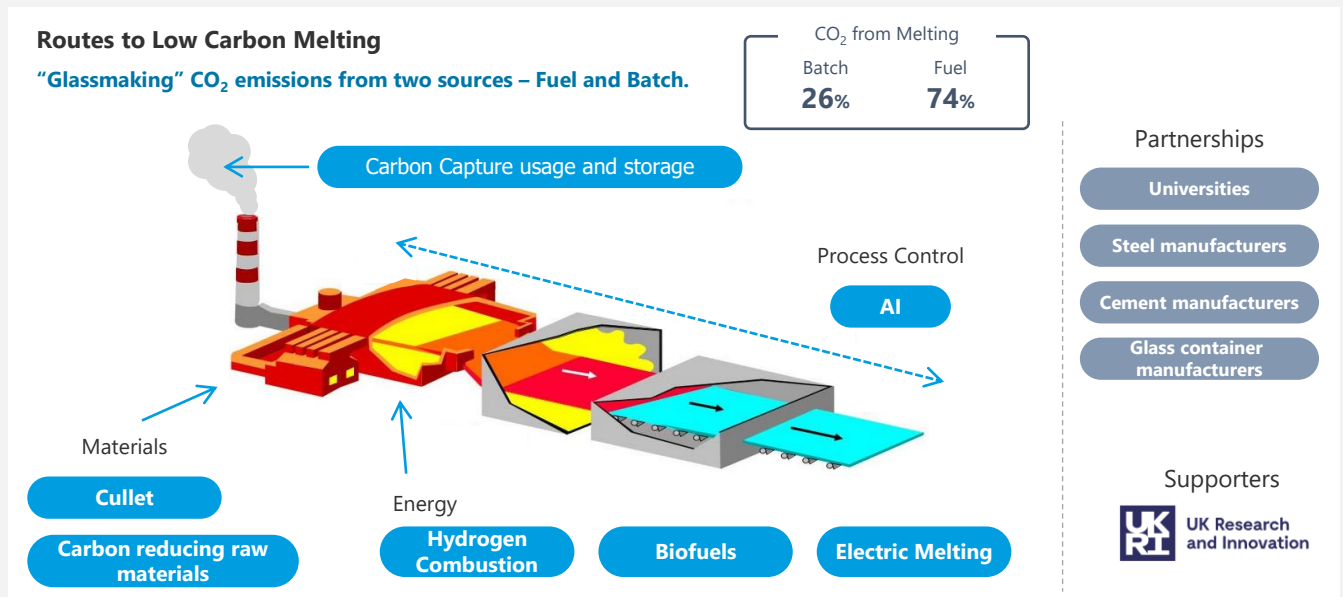 Routes to Low Carbon Melting
“Glassmaking” CO₂ emissions from two sources – Fuel and Batch.
CO₂ from Melting
Batch Fuel
26% 74%
Carbon Capture usage and storage
Process Control
AI
Materials
Cullet
Carbon reducing raw
materials
Energy
Hydrogen
Combustion
Biofuels
Electric Melting
Partnerships
Universities
Steel manufacturers
Cement manufacturers
Glass container
manufacturers
Supporters
UK
RI
UK Research
and Innovation